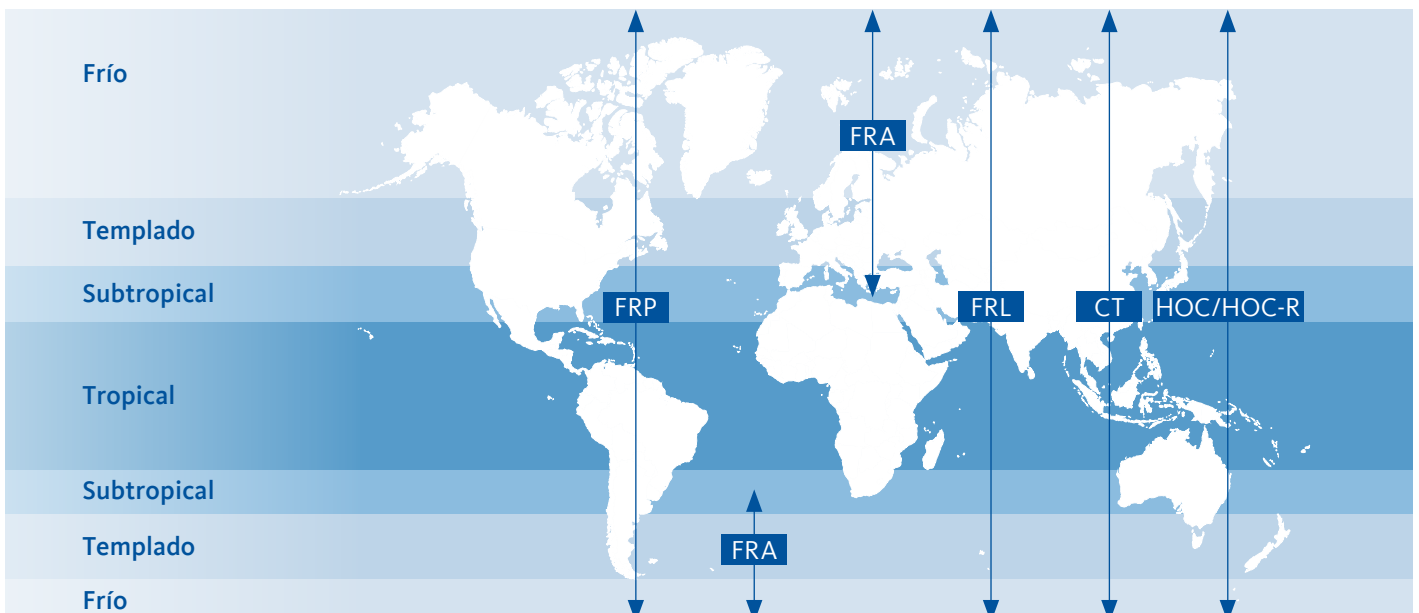 Frío
FRA
Templado
Subtropical
FRP
FRL
CT
HOC/HOC-R
Tropical
Subtropical
Templado
FRA
Frío